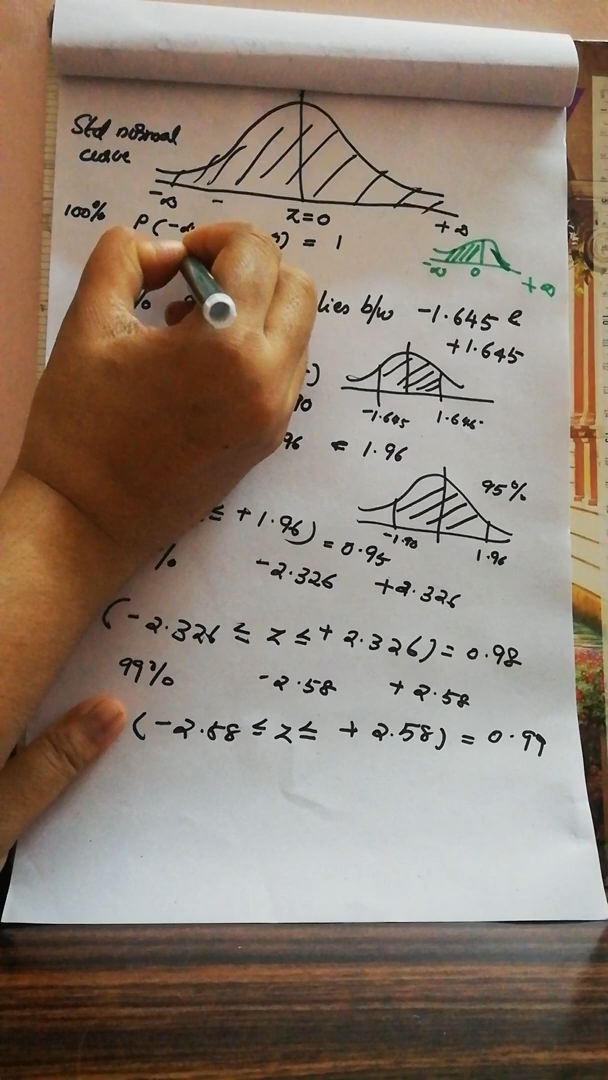 Std normal
curve
-∞ - z=0 +∞
100% P(-∞ ) = 1
-∞ 0 +∞
% lies b/w -1.645 &
+1.645
)
10
-1.645 1.645
96 & 1.96
95%
≤ +1.96) = 0.95
-1.96 1.96
% -2.326 +2.326
(-2.326 ≤ z ≤ +2.326) = 0.98
99% -2.58 +2.58
(-2.58 ≤ z ≤ +2.58) = 0.99